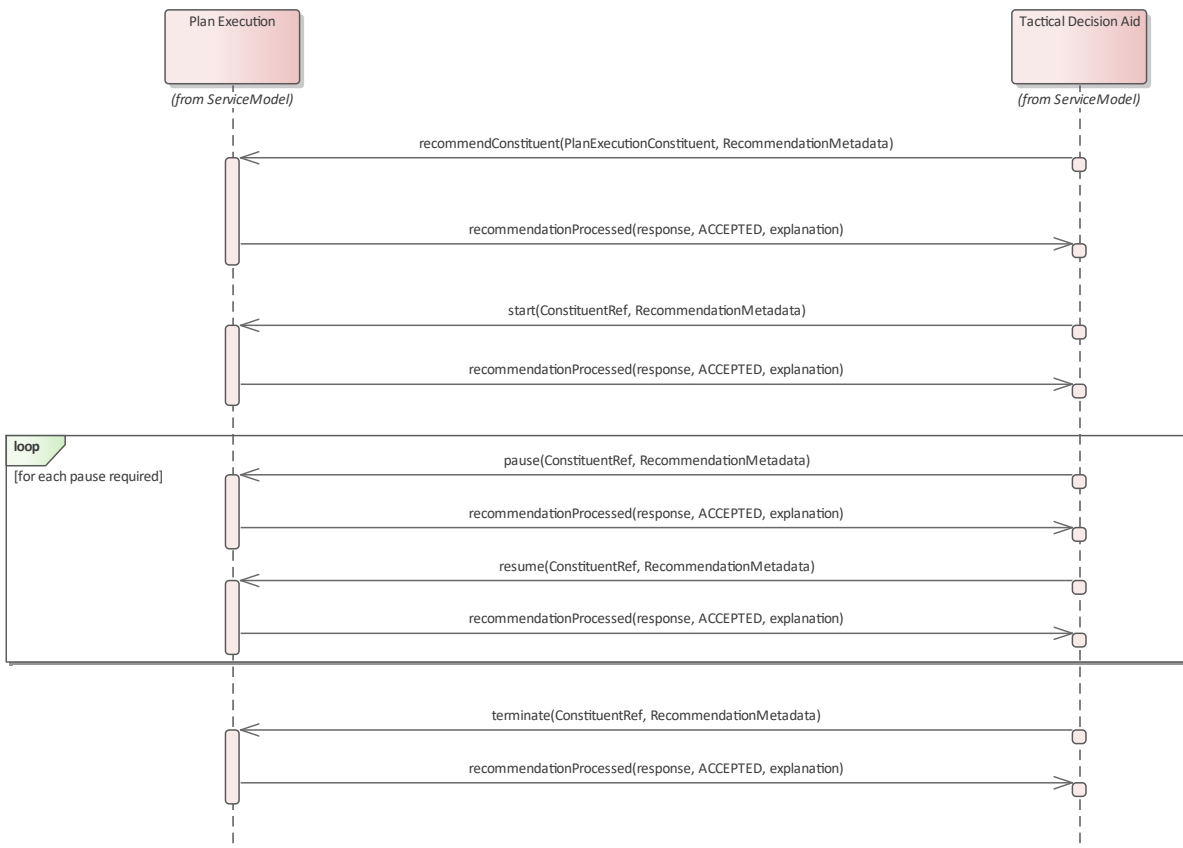 Plan Execution
Tactical Decision Aid
(from ServiceModel)
(from ServiceModel)
recommendConstituent(PlanExecutionConstituent, RecommendationMetadata)
recommendationProcessed(response, ACCEPTED, explanation)
start(ConstituentRef, RecommendationMetadata)
recommendationProcessed(response, ACCEPTED, explanation)
loop
[for each pause required]
pause(ConstituentRef, RecommendationMetadata)
recommendationProcessed(response, ACCEPTED, explanation)
resume(ConstituentRef, RecommendationMetadata)
recommendationProcessed(response, ACCEPTED, explanation)
terminate(ConstituentRef, RecommendationMetadata)
recommendationProcessed(response, ACCEPTED, explanation)